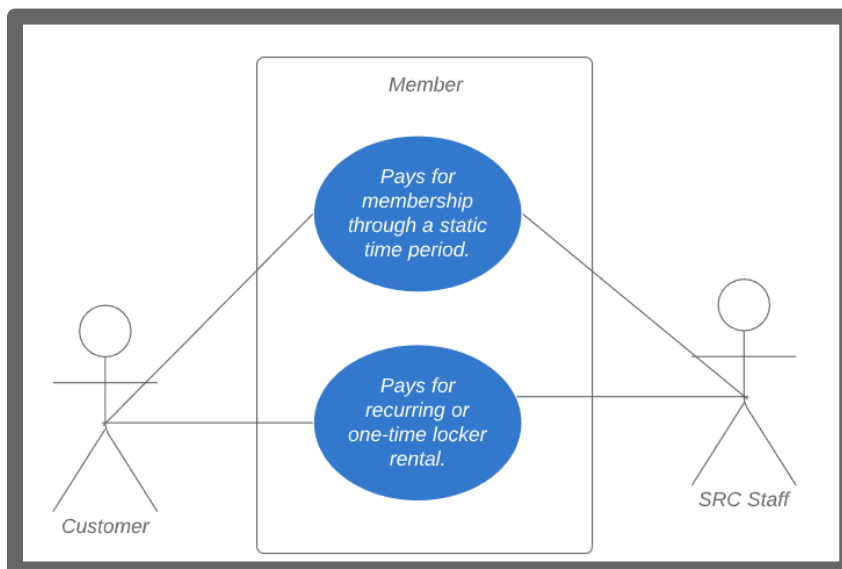 Member
Pays for
membership
through a static
time period.
Pays for
recurring or
one-time locker
rental.
Customer
SRC Staff